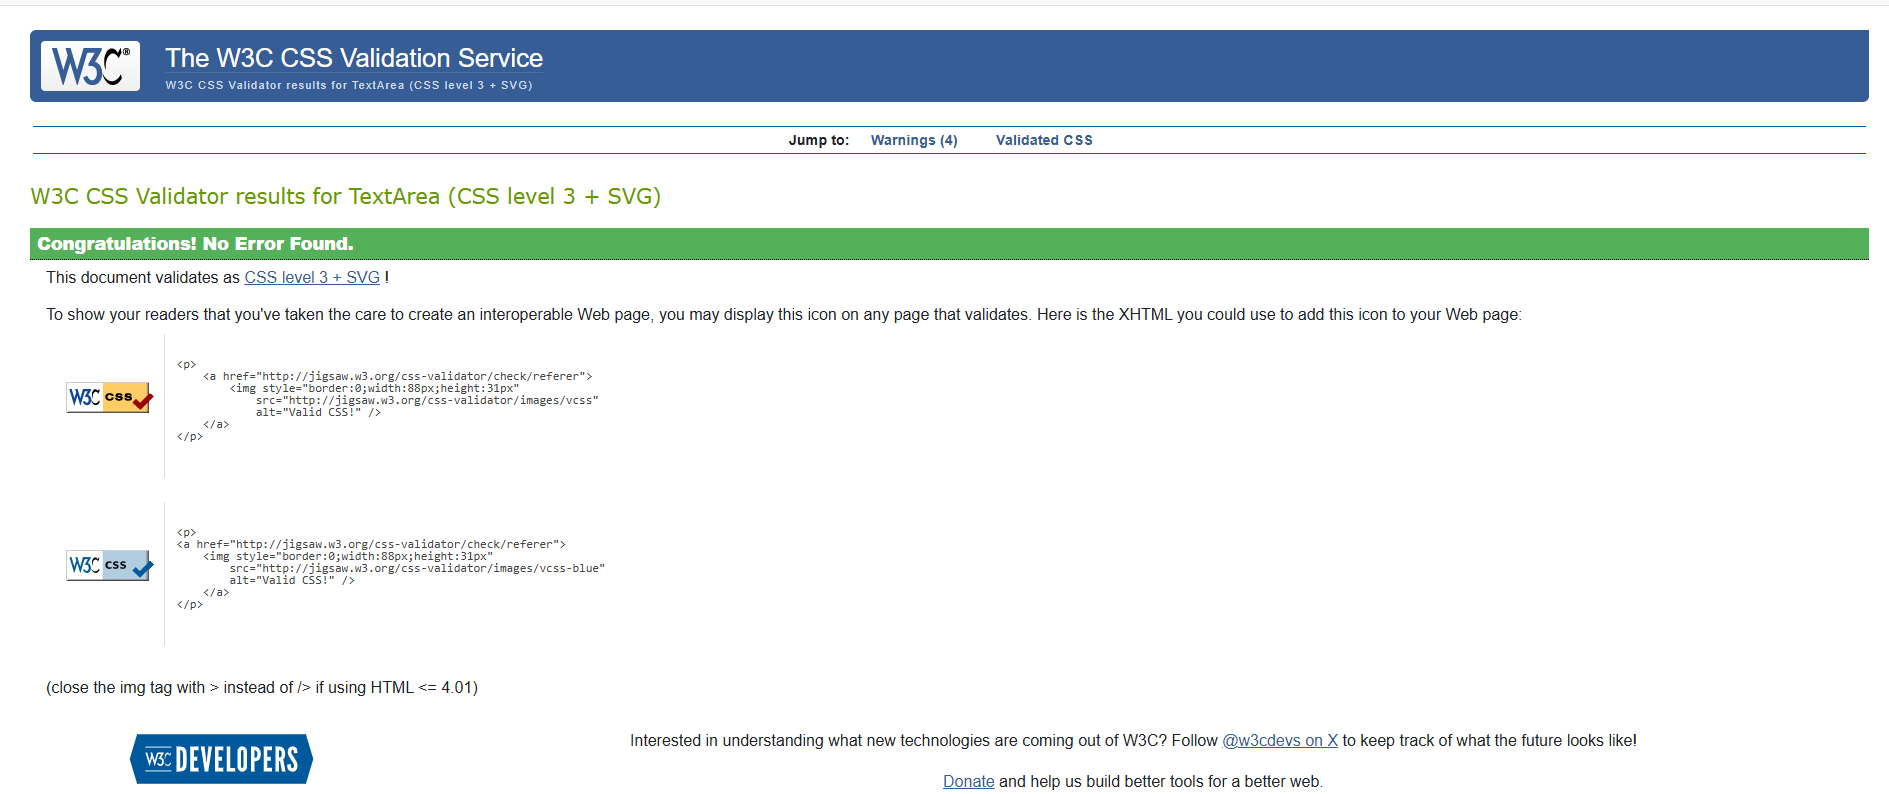 W3C®
The W3C CSS Validation Service
W3C CSS Validator results for TextArea (CSS level 3 + SVG)
Jump to: Warnings (4) Validated CSS
W3C CSS Validator results for TextArea (CSS level 3 + SVG)
Congratulations! No Error Found.
This document validates as CSS level 3 + SVG !
To show your readers that you've taken the care to create an interoperable Web page, you may display this icon on any page that validates. Here is the XHTML you could use to add this icon to your Web page:
W3C css
<p>
    <a href="http://jigsaw.w3.org/css-validator/check/referer">
        <img style="border:0;width:88px;height:31px"
            src="http://jigsaw.w3.org/css-validator/images/vcss"
            alt="Valid CSS!" />
    </a>
</p>
W3C css
<p>
<a href="http://jigsaw.w3.org/css-validator/check/referer">
    <img style="border:0;width:88px;height:31px"
        src="http://jigsaw.w3.org/css-validator/images/vcss-blue"
        alt="Valid CSS!" />
    </a>
</p>
(close the img tag with > instead of /> if using HTML <= 4.01)
W3C DEVELOPERS
Interested in understanding what new technologies are coming out of W3C? Follow @w3cdevs on X to keep track of what the future looks like!
Donate and help us build better tools for a better web.